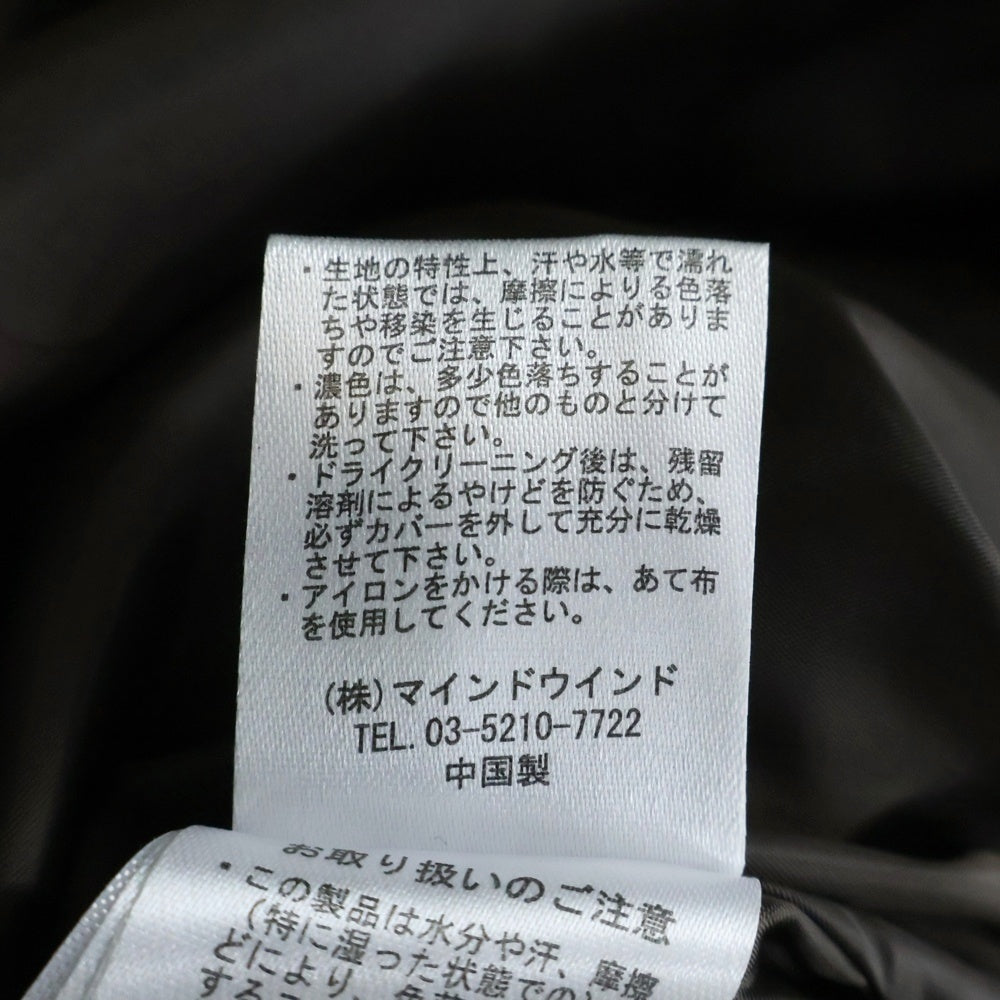 ・生地の特性上、汗や水等で濡れ
た状態では、摩擦によりる色落
ちや移染を生じることがありま
すのでご注意下さい。
・濃色は、多少色落ちすることが
ありますので他のものと分けて
洗って下さい。
・ドライクリーニング後は、残留
溶剤によるやけどを防ぐため、
必ずカバーを外して充分に乾燥
させて下さい。
・アイロンをかける際は、あて布
を使用してください。
(株)マインドウインド
TEL. 03-5210-7722
中国製
お取り扱いのご注意
・この製品は水分や汗、摩擦
(特に湿った状態での
どにより、色落
する